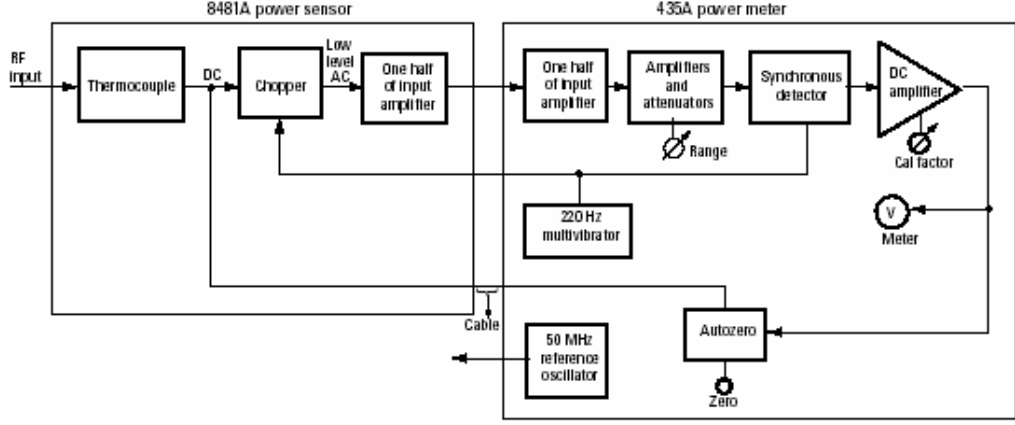 8481A power sensor
435A power meter
RF
input
Thermocouple
DC
Chopper
Low
level
AC
One half
of input
amplifier
One half
of input
amplifier
Amplifiers
and
attenuators
Synchronous
detector
DC
amplifier
Range
Cal factor
220 Hz
multivibrator
V
Meter
Cable
50 MHz
reference
oscillator
Autozero
Zero